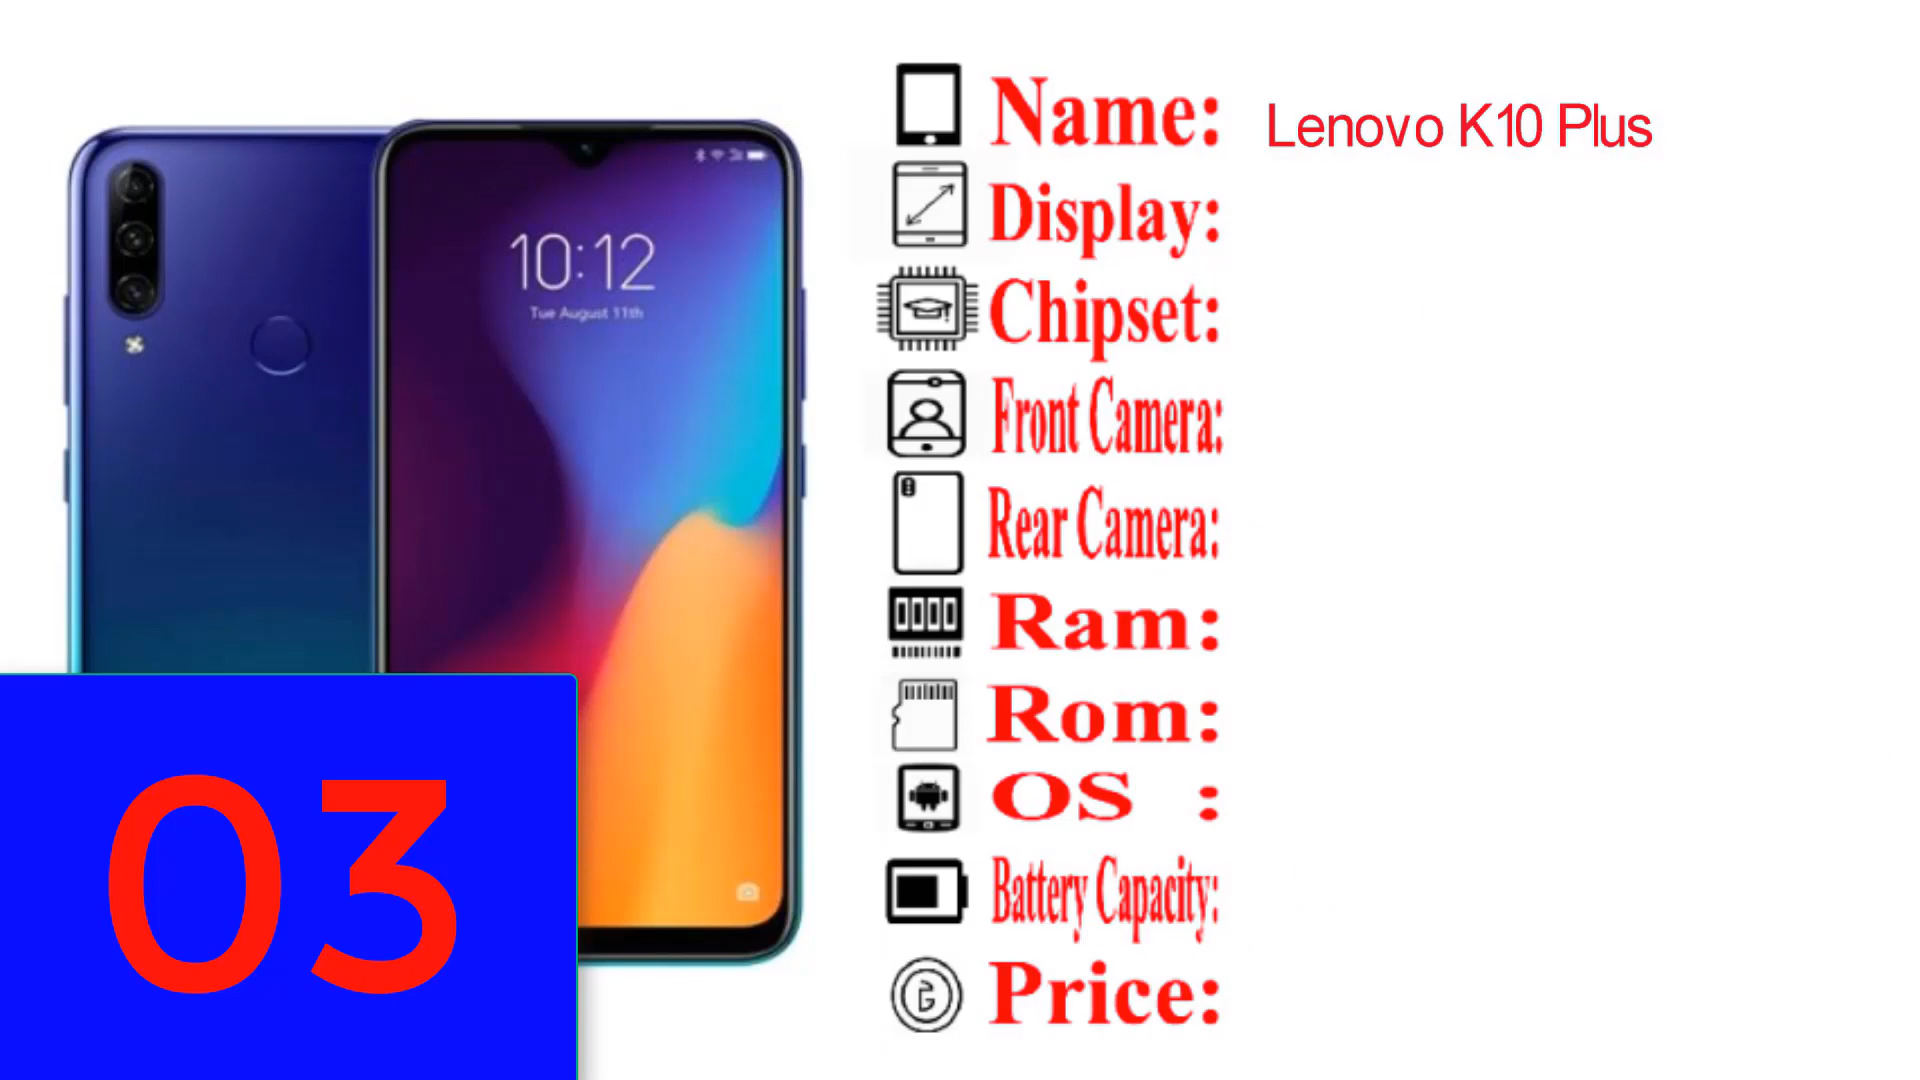 10:12
Tue August 11th
03
Name: Lenovo K10 Plus
Display:
Chipset:
Front Camera:
Rear Camera:
Ram:
Rom:
OS :
Battery Capacity:
Price: